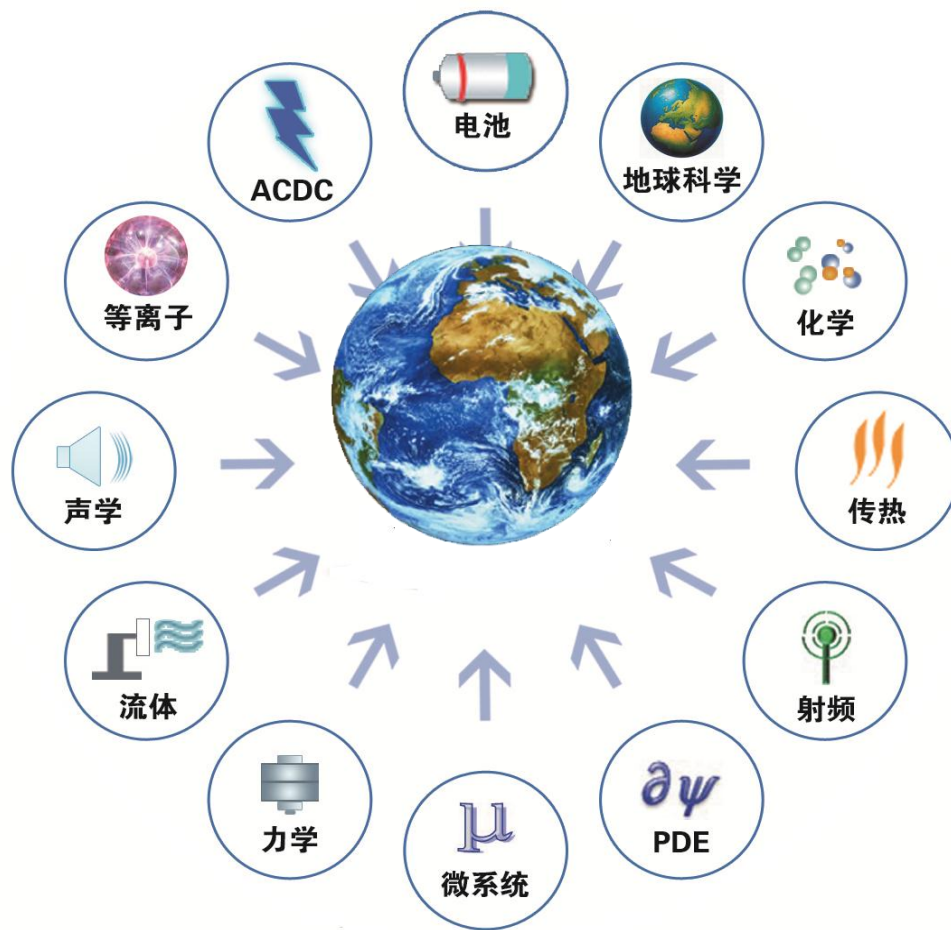 电池
地球科学
化学
传热
射频
∂ψ
PDE
μ
微系统
力学
流体
声学
等离子
ACDC